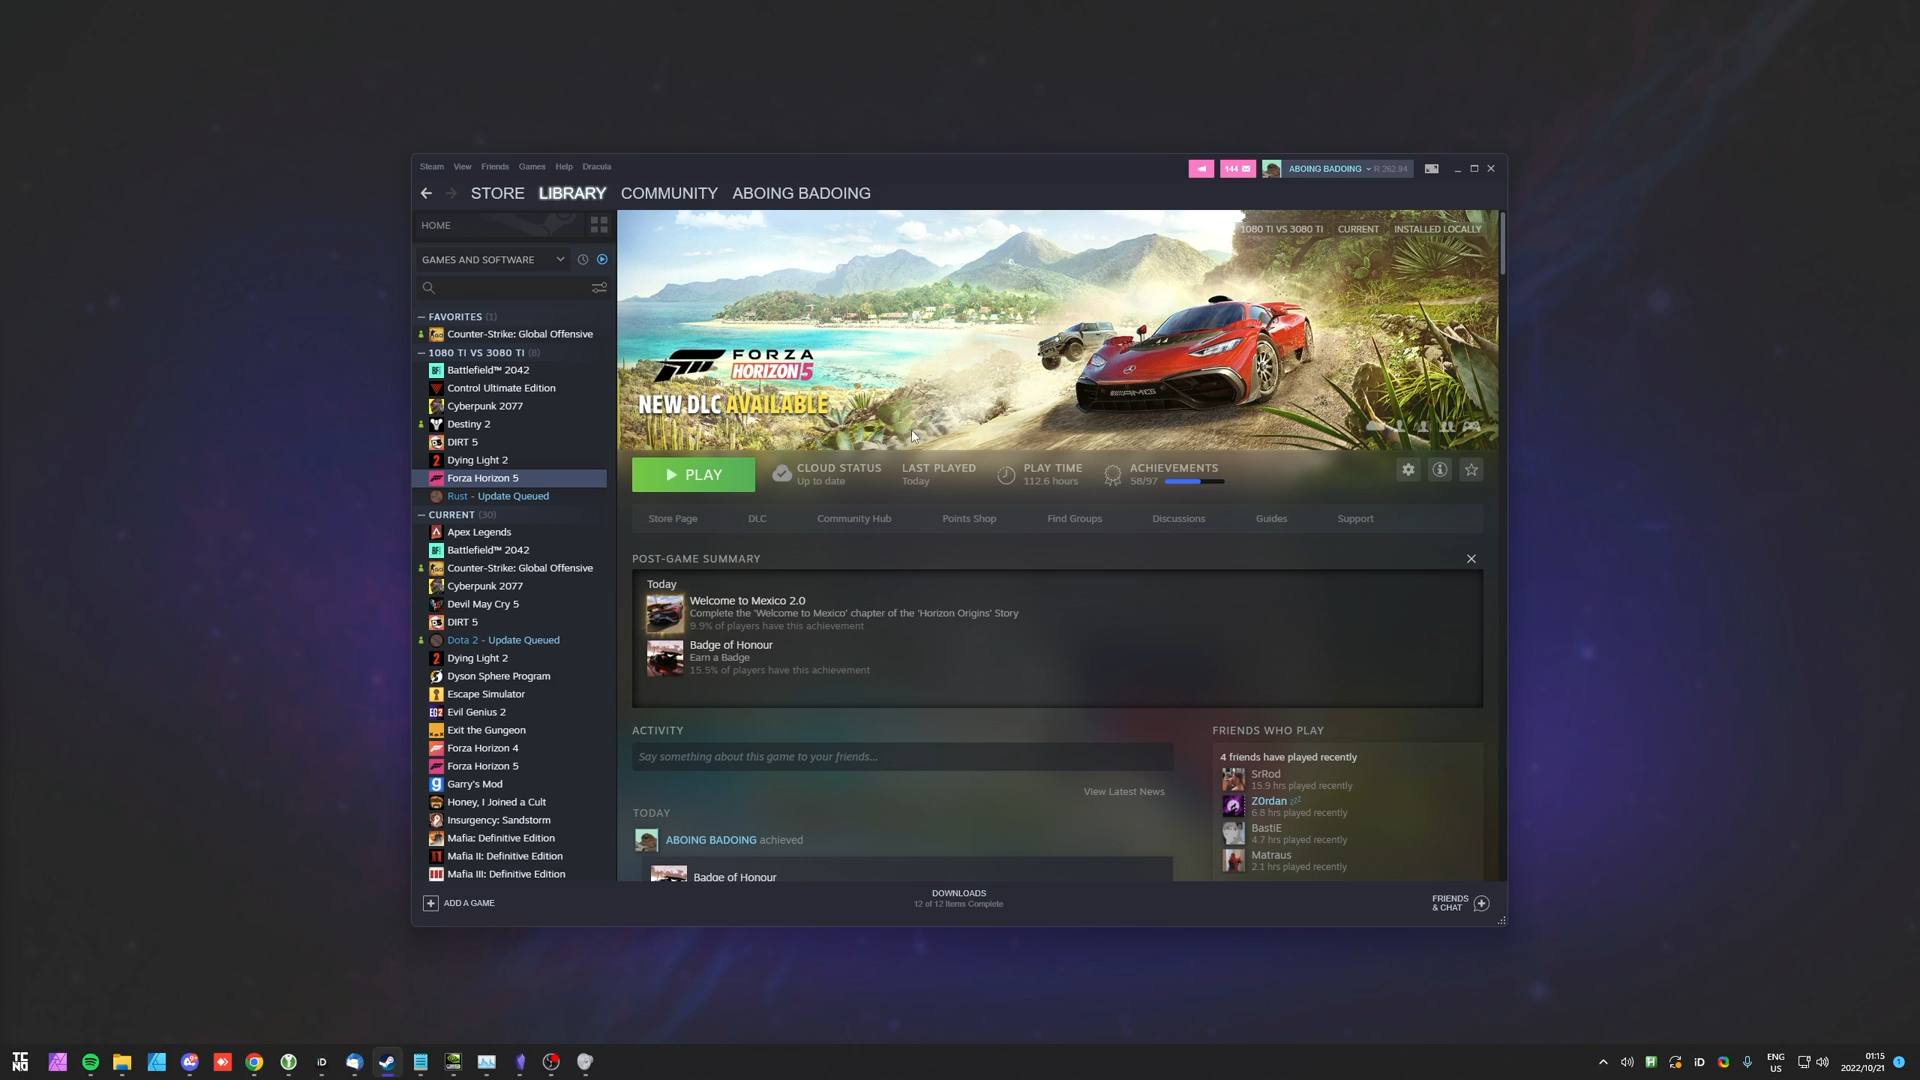 Steam View Friends Games Help Dracula
144 ABOING BADOING R 262.94
STORE LIBRARY COMMUNITY ABOING BADOING
HOME
GAMES AND SOFTWARE
FAVORITES (1)
Counter-Strike: Global Offensive
1080 TI VS 3080 TI (8)
Battlefield™ 2042
Control Ultimate Edition
Cyberpunk 2077
Destiny 2
DIRT 5
Dying Light 2
Forza Horizon 5
Rust - Update Queued
CURRENT (30)
Apex Legends
Battlefield™ 2042
Counter-Strike: Global Offensive
Cyberpunk 2077
Devil May Cry 5
DIRT 5
Dota 2 - Update Queued
Dying Light 2
Dyson Sphere Program
Escape Simulator
Evil Genius 2
Exit the Gungeon
Forza Horizon 4
Forza Horizon 5
Garry's Mod
Honey, I Joined a Cult
Insurgency: Sandstorm
Mafia: Definitive Edition
Mafia II: Definitive Edition
Mafia III: Definitive Edition
ADD A GAME
1080 TI VS 3080 TI CURRENT INSTALLED LOCALLY
FORZA
HORIZON 5
NEW DLC AVAILABLE
PLAY
CLOUD STATUS
Up to date
LAST PLAYED
Today
PLAY TIME
112.6 hours
ACHIEVEMENTS
58/97
Store Page DLC Community Hub Points Shop Find Groups Discussions Guides Support
POST-GAME SUMMARY
Today
Welcome to Mexico 2.0
Complete the 'Welcome to Mexico' chapter of the 'Horizon Origins' Story
9.9% of players have this achievement
Badge of Honour
Earn a Badge
15.5% of players have this achievement
ACTIVITY
Say something about this game to your friends...
View Latest News
TODAY
ABOING BADOING achieved
Badge of Honour
FRIENDS WHO PLAY
4 friends have played recently
SrRod
15.9 hrs played recently
Z0rdan zzz
6.8 hrs played recently
BastiE
4.7 hrs played recently
Matraus
2.1 hrs played recently
DOWNLOADS
12 of 12 Items Complete
FRIENDS
& CHAT
TC
NO
iD
iD
ENG
US
01:15
2022/10/21
1